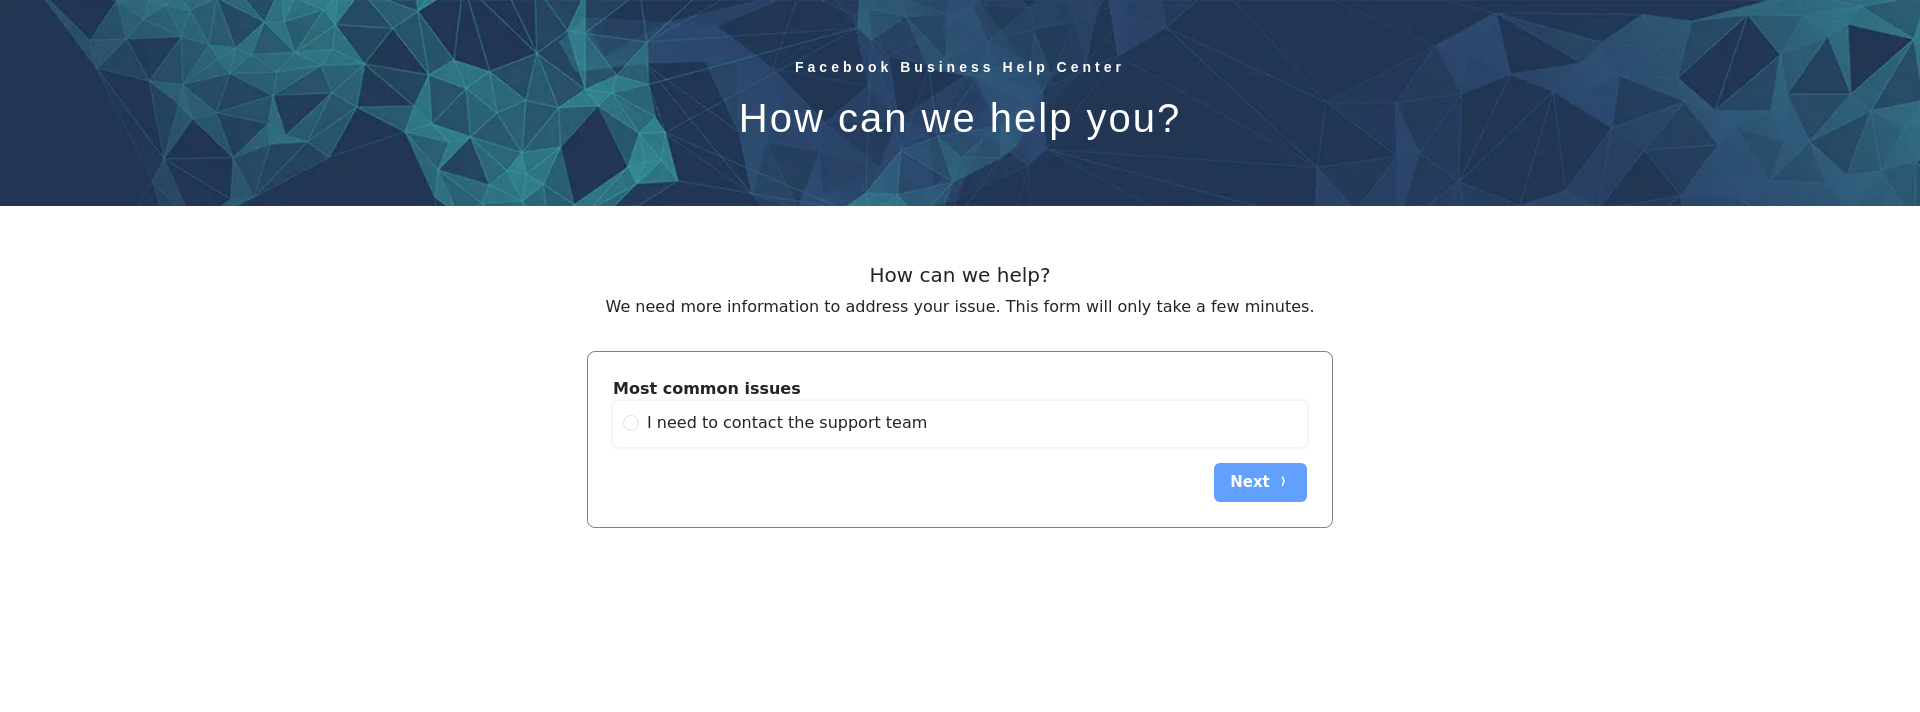 Facebook Business Help Center
How can we help you?
How can we help?
We need more information to address your issue. This form will only take a few minutes.
Most common issues
I need to contact the support team
Next